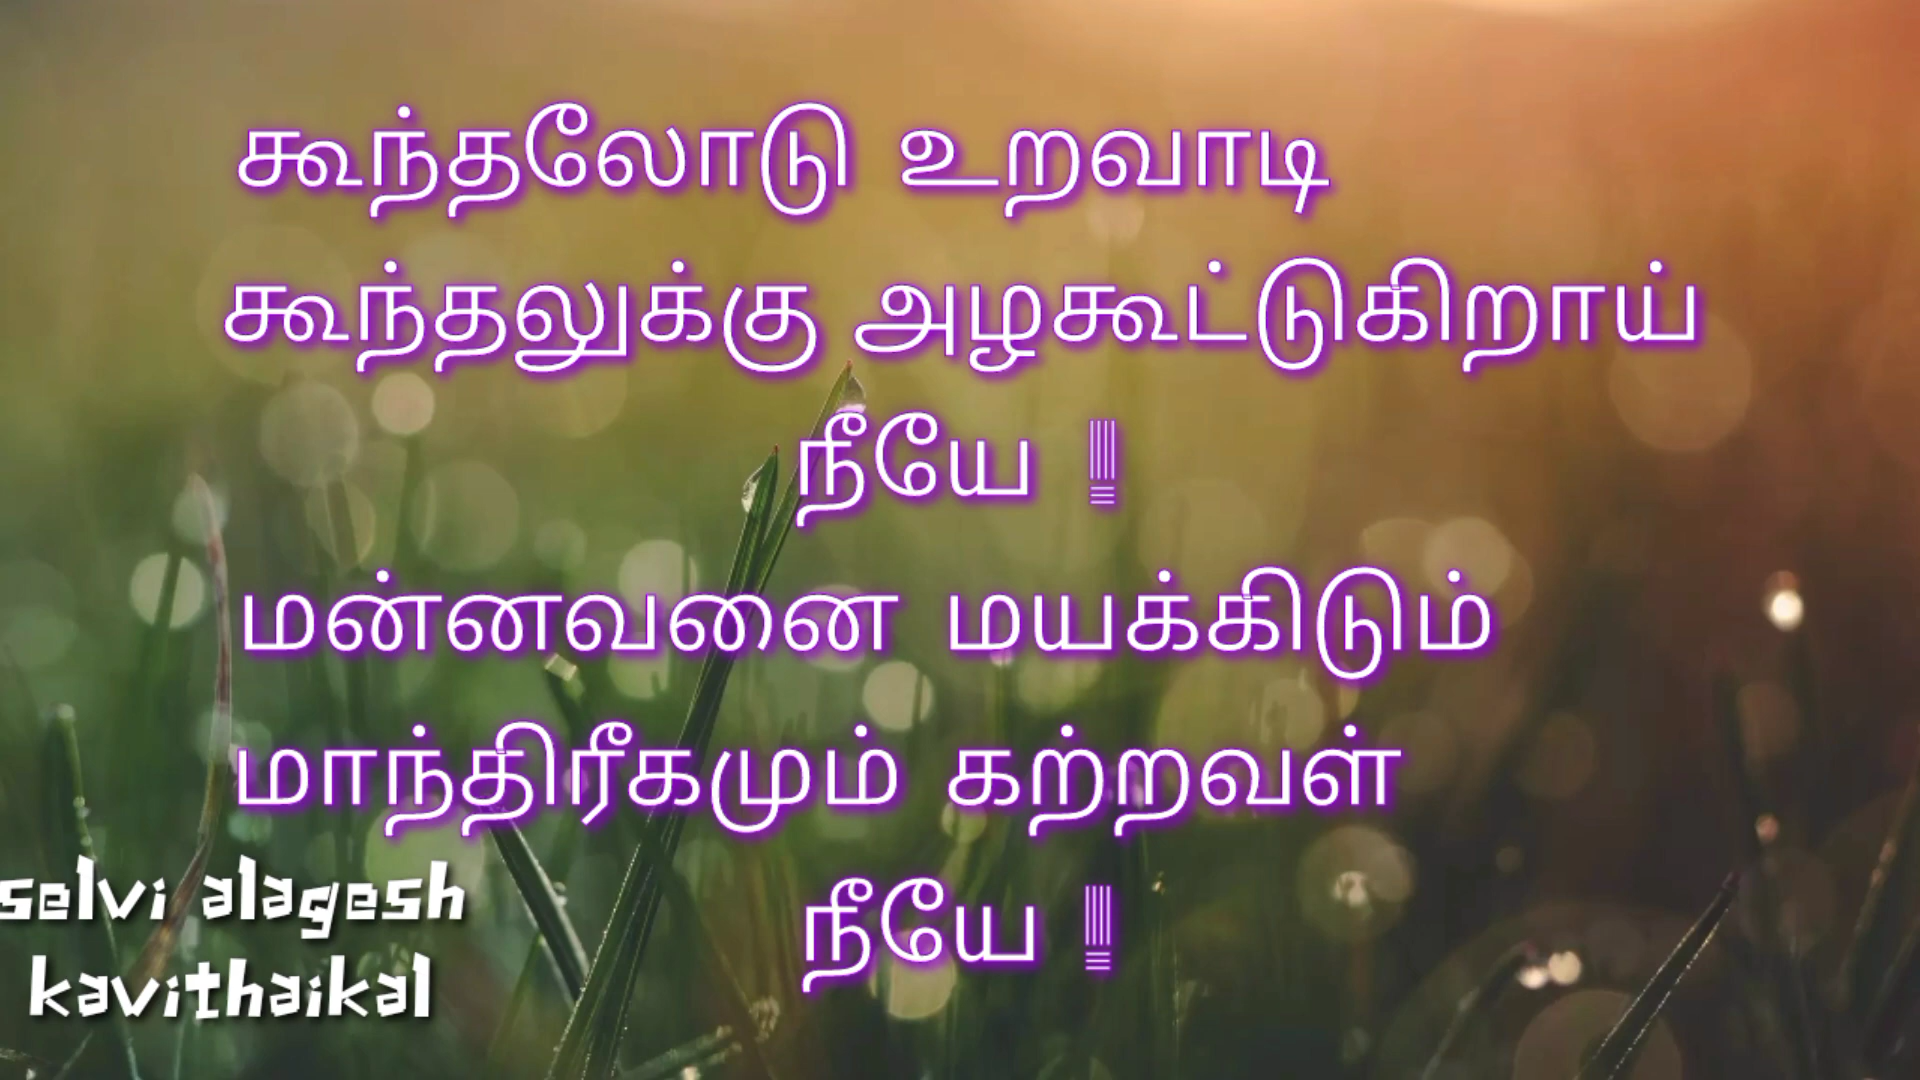 கூந்தலோடு உறவாடி
கூந்தலுக்கு அழகூட்டுகிறாய்
நீயே !
மன்னவனை மயக்கிடும்
மாந்திரீகமும் கற்றவள்
நீயே !
selvi alagesh
kavithaikal